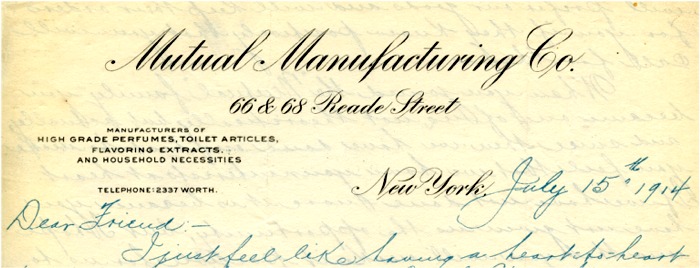 Mutual Manufacturing Co.
66 & 68 Reade Street
MANUFACTURERS OF
HIGH GRADE PERFUMES, TOILET ARTICLES,
FLAVORING EXTRACTS,
AND HOUSEHOLD NECESSITIES
TELEPHONE: 2337 WORTH.
New York, July 15th 1914
Dear Friend:-
I just feel like having a heart-to-heart